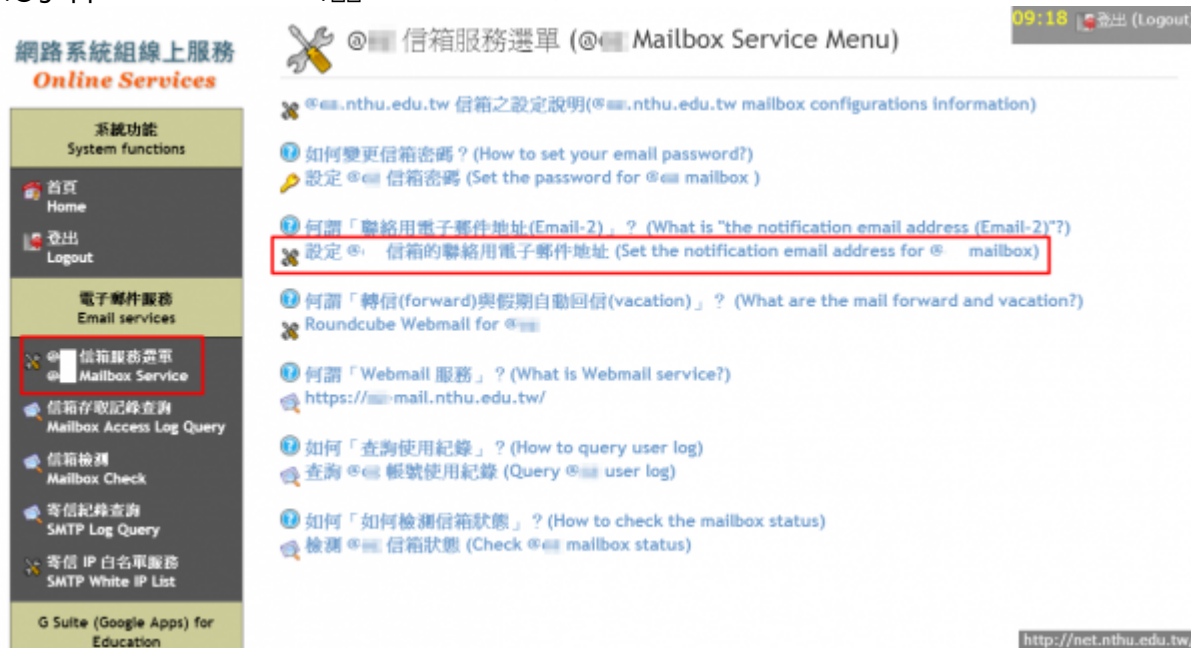 09:18 登出 (Logout
網路系統組線上服務
Online Services
系統功能
System functions
首頁
Home
登出
Logout
電子郵件服務
Email services
@ 信箱服務選單
@ Mailbox Service
信箱存取記錄查詢
Mailbox Access Log Query
信箱檢測
Mailbox Check
寄信紀錄查詢
SMTP Log Query
寄信 IP 白名單服務
SMTP White IP List
G Suite (Google Apps) for
Education
@ 信箱服務選單 (@ Mailbox Service Menu)
@ .nthu.edu.tw 信箱之設定說明(@ .nthu.edu.tw mailbox configurations information)
如何變更信箱密碼？(How to set your email password?)
設定 @ 信箱密碼 (Set the password for @ mailbox )
何謂「聯絡用電子郵件地址(Email-2)」？ (What is "the notification email address (Email-2)"?)
設定 @ 信箱的聯絡用電子郵件地址 (Set the notification email address for @ mailbox)
何謂「轉信(forward)與假期自動回信(vacation)」？ (What are the mail forward and vacation?)
Roundcube Webmail for @
何謂「Webmail 服務」？(What is Webmail service?)
https:// -mail.nthu.edu.tw/
如何「查詢使用紀錄」？(How to query user log)
查詢 @ 帳號使用紀錄 (Query @ user log)
如何「如何檢測信箱狀態」？(How to check the mailbox status)
檢測 @ 信箱狀態 (Check @ mailbox status)
http://net.nthu.edu.tw/